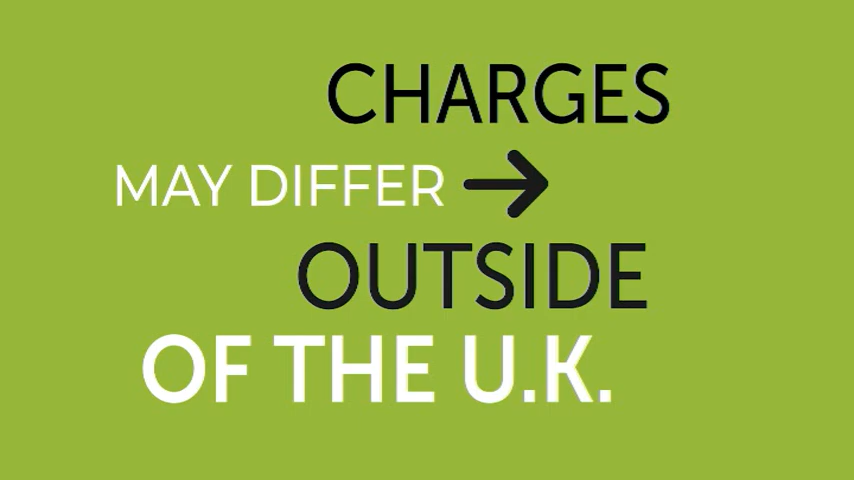 CHARGES
MAY DIFFER →
OUTSIDE
OF THE U.K.